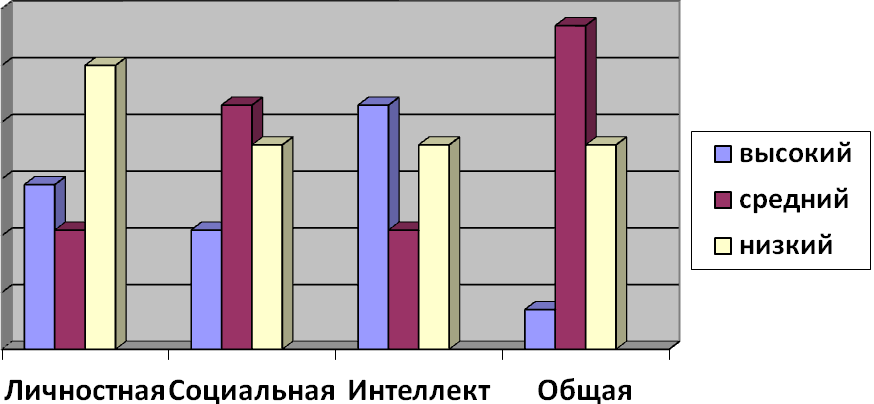 высокий
средний
низкий
Личностная Социальная Интеллект Общая